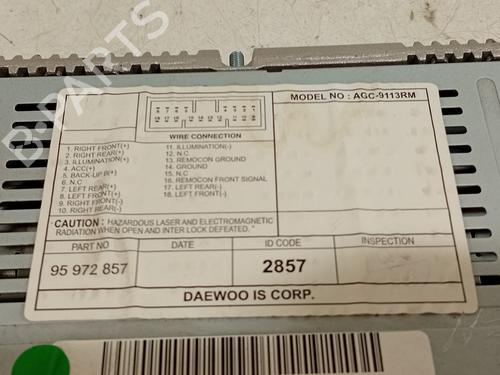 B-PARTS
MODEL NO : AGC-9113RM
WIRE CONNECTION
1. RIGHT FRONT(+)
2. RIGHT REAR(+)
3. ILLUMINATION(+)
4. ACC(+)
5. BACK-UP B(+)
6. N.C
7. LEFT REAR(+)
8. LEFT FRONT(+)
9. RIGHT FRONT(-)
10. RIGHT REAR(-)
11. ILLUMINATION(-)
12. N.C
13. REMOCON GROUND
14. GROUND
15. N.C
16. REMOCON FRONT SIGNAL
17. LEFT REAR(-)
18. LEFT FRONT(-)
CAUTION : HAZARDOUS LASER AND ELECTROMAGNETIC
RADIATION WHEN OPEN AND INTER LOCK DEFEATED.
PART NO DATE ID CODE INSPECTION
95 972 857 2857
DAEWOO IS CORP.